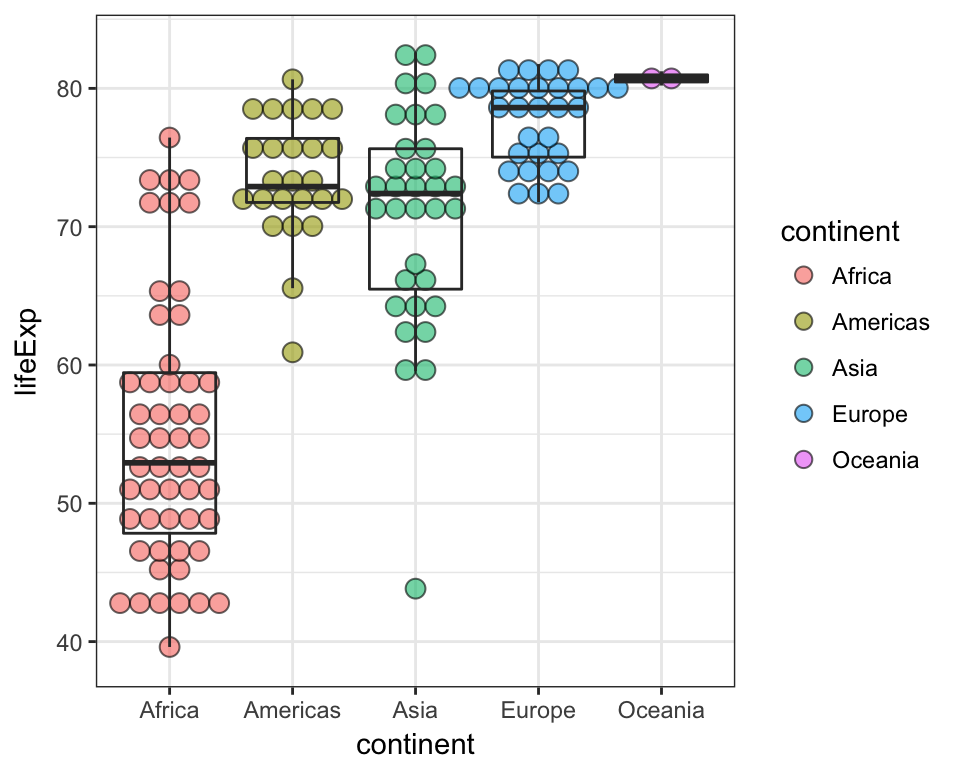 80
70
60
50
40
lifeExp
Africa
Americas
Asia
Europe
Oceania
continent
continent
Africa
Americas
Asia
Europe
Oceania